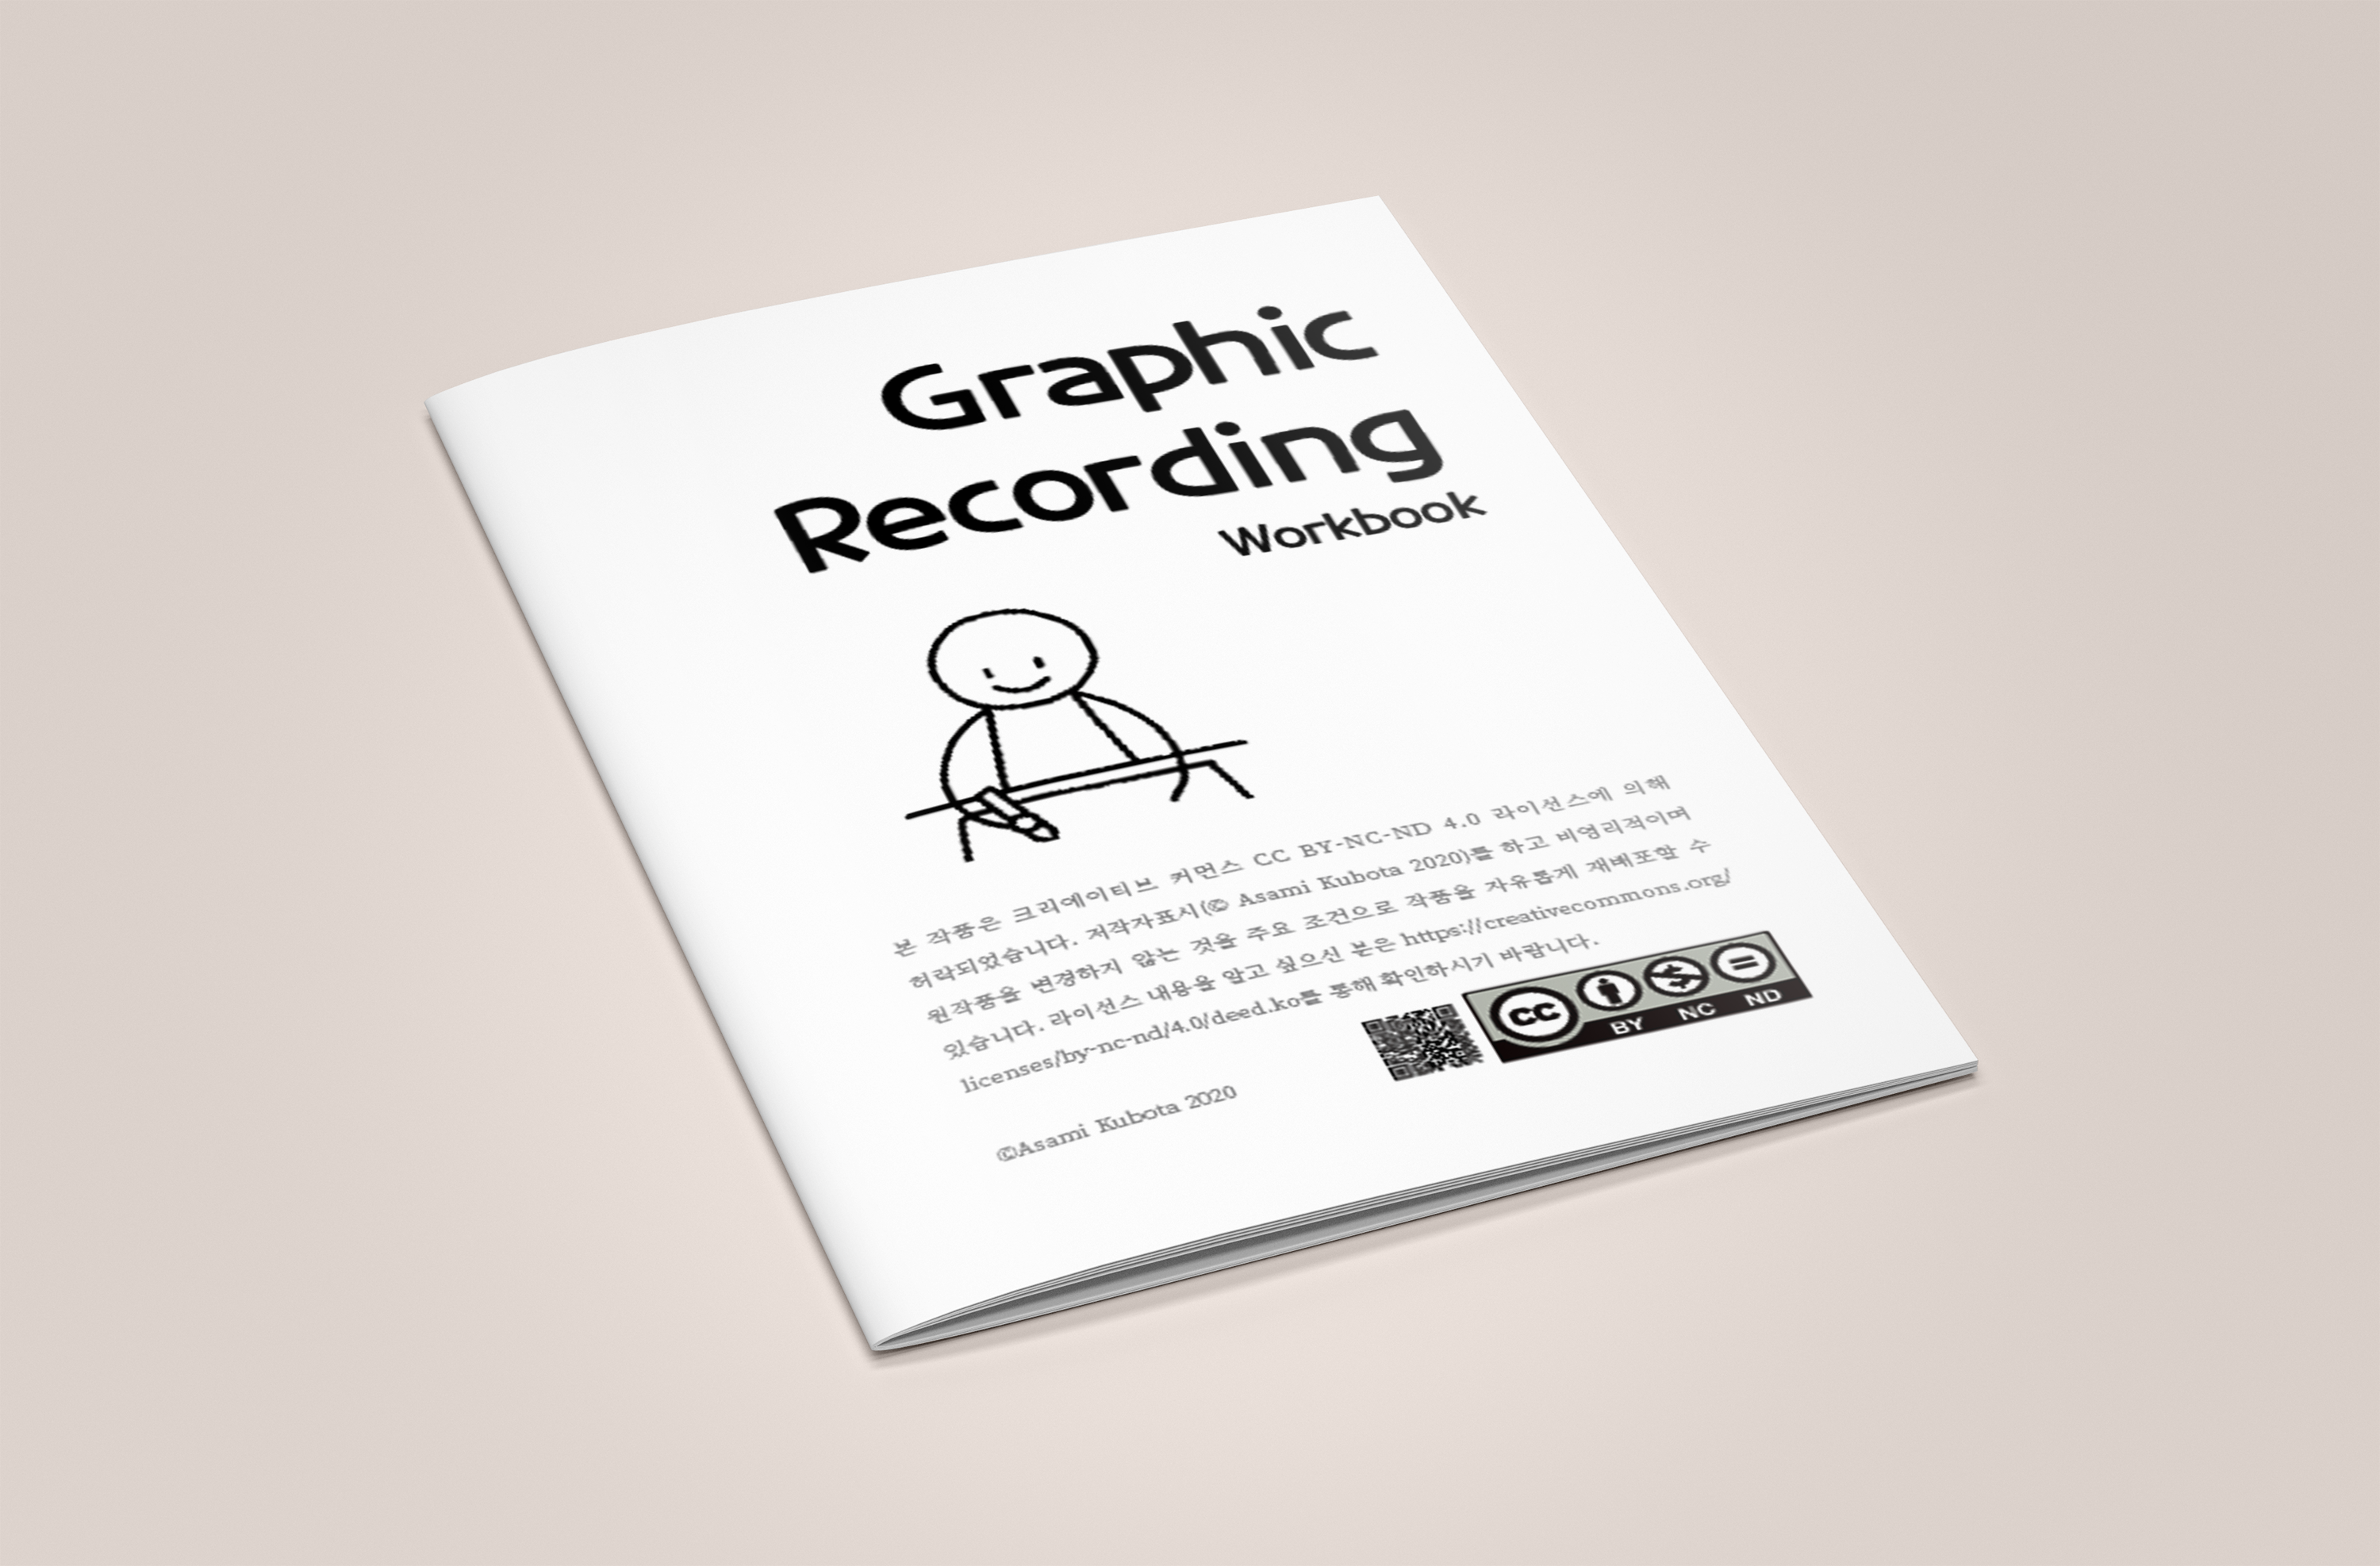 Graphic
Recording
Workbook
본 작품은 크리에이티브 커먼스 CC BY-NC-ND 4.0 라이선스에 의해
허락되었습니다. 저작자표시(© Asami Kubota 2020)를 하고 비영리적이며
원작품을 변경하지 않는 것을 주요 조건으로 작품을 자유롭게 재배포할 수
있습니다. 라이선스 내용을 알고 싶으신 분은 https://creativecommons.org/
licenses/by-nc-nd/4.0/deed.ko를 통해 확인하시기 바랍니다.
cc
BY NC ND
©Asami Kubota 2020